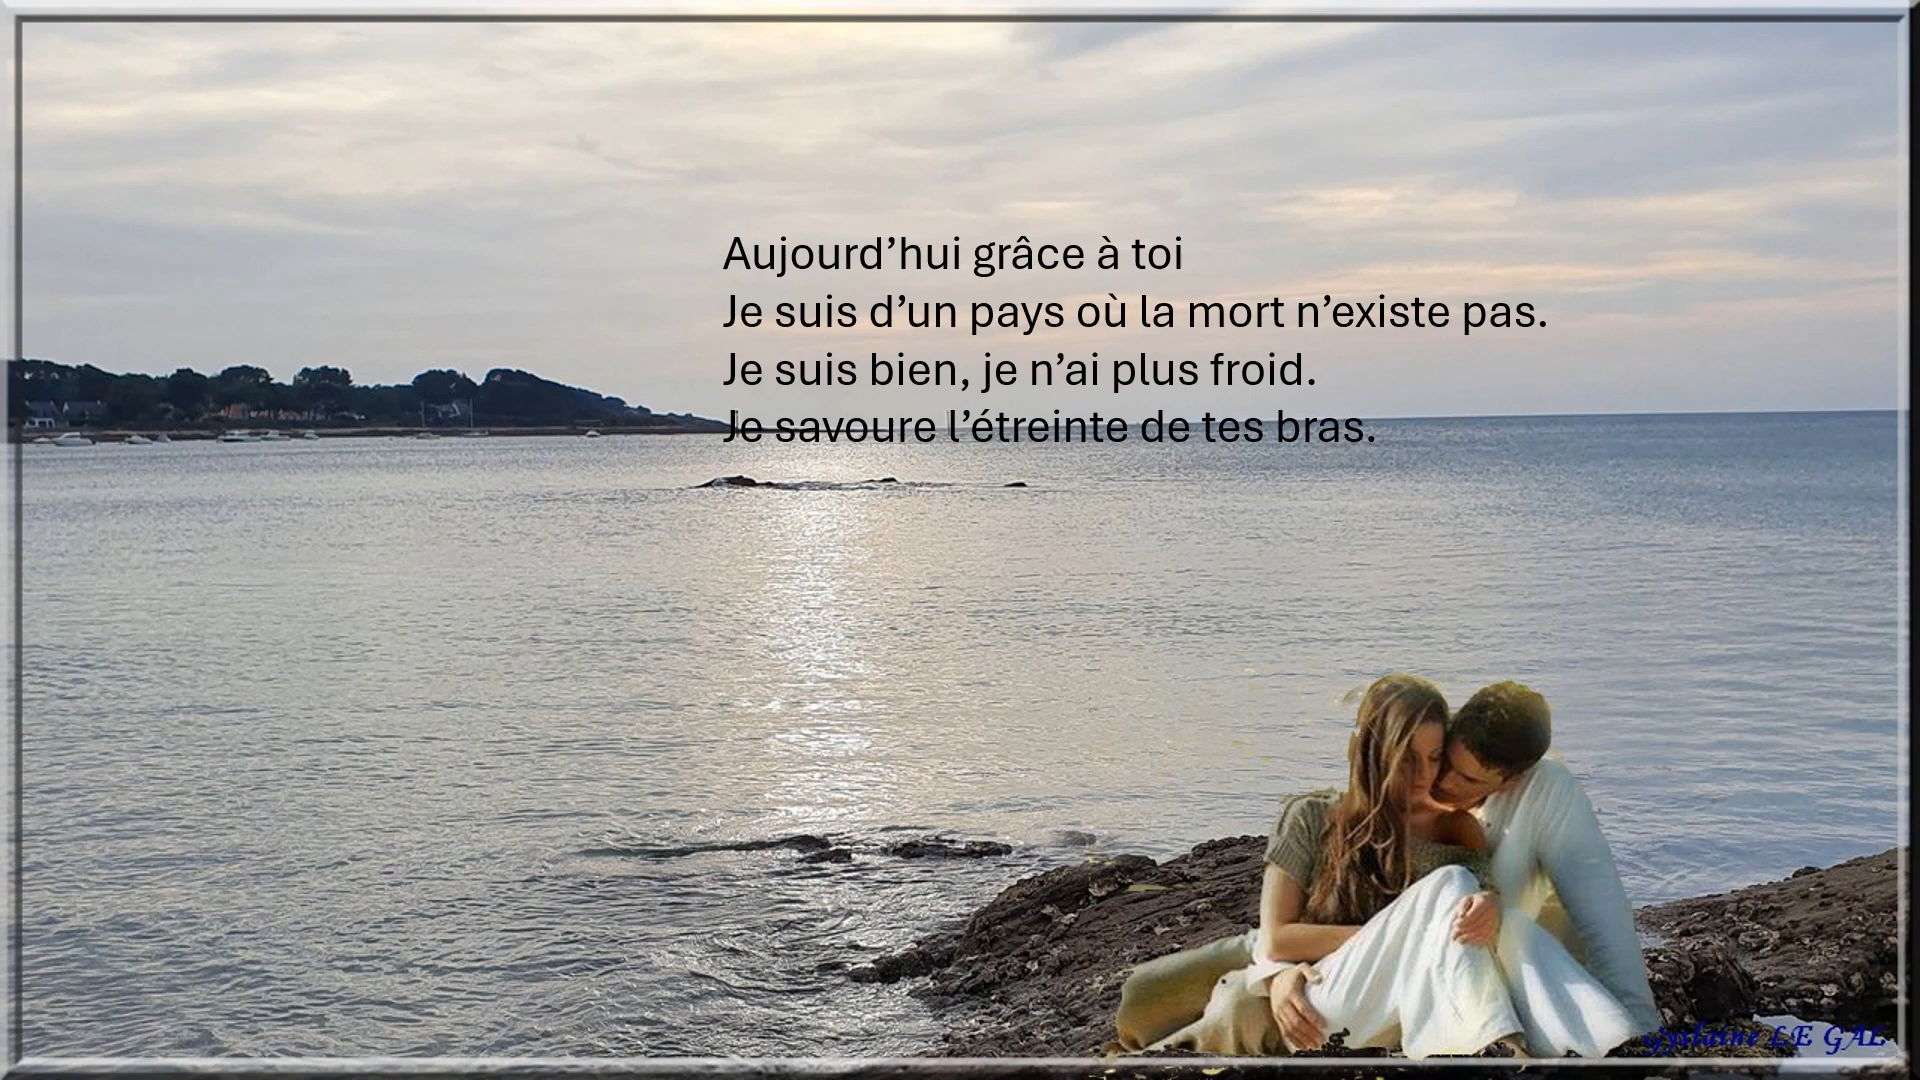 Aujourd’hui grâce à toi
Je suis d’un pays où la mort n’existe pas.
Je suis bien, je n’ai plus froid.
Je savoure l’étreinte de tes bras.
Gyslaine LE GAL